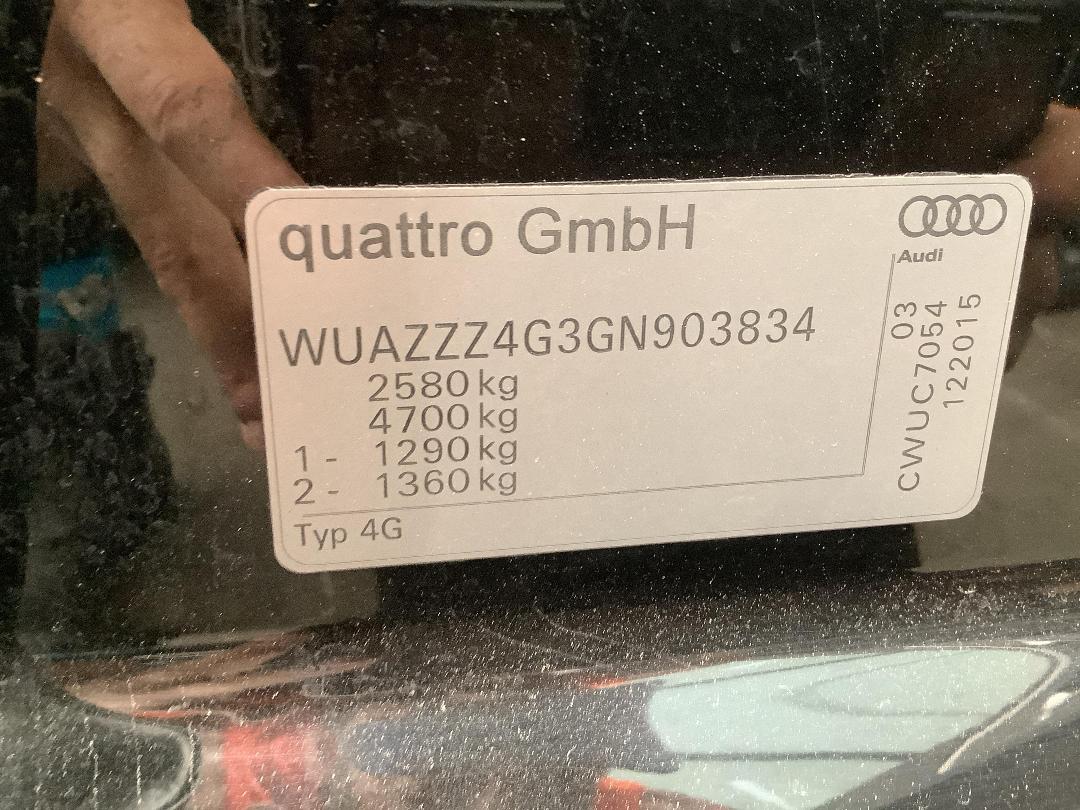 quattro GmbH
Audi
WUAZZZ4G3GN903834
2580 kg
4700 kg
1 - 1290 kg
2 - 1360 kg
Typ 4G
03
CWUC7054
122015